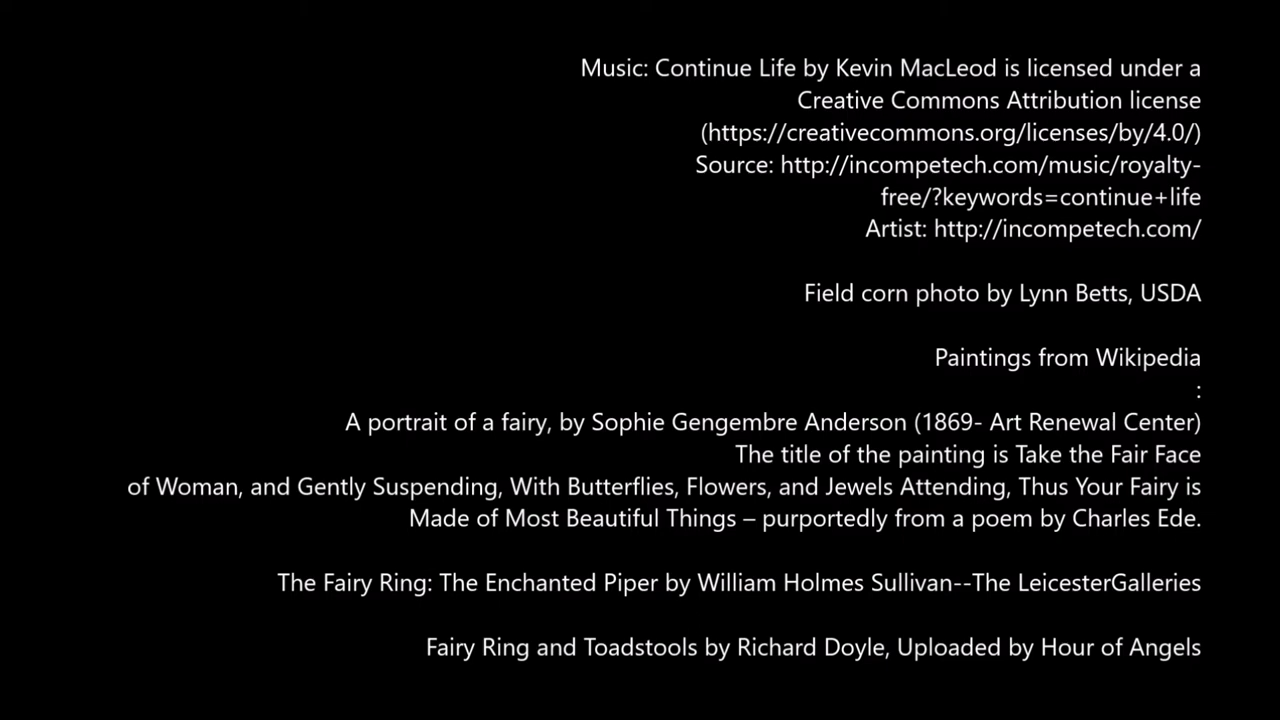 Music: Continue Life by Kevin MacLeod is licensed under a
Creative Commons Attribution license
(https://creativecommons.org/licenses/by/4.0/)
Source: http://incompetech.com/music/royalty-
free/?keywords=continue+life
Artist: http://incompetech.com/
Field corn photo by Lynn Betts, USDA
Paintings from Wikipedia
:
A portrait of a fairy, by Sophie Gengembre Anderson (1869- Art Renewal Center)
The title of the painting is Take the Fair Face
of Woman, and Gently Suspending, With Butterflies, Flowers, and Jewels Attending, Thus Your Fairy is
Made of Most Beautiful Things – purportedly from a poem by Charles Ede.
The Fairy Ring: The Enchanted Piper by William Holmes Sullivan--The LeicesterGalleries
Fairy Ring and Toadstools by Richard Doyle, Uploaded by Hour of Angels